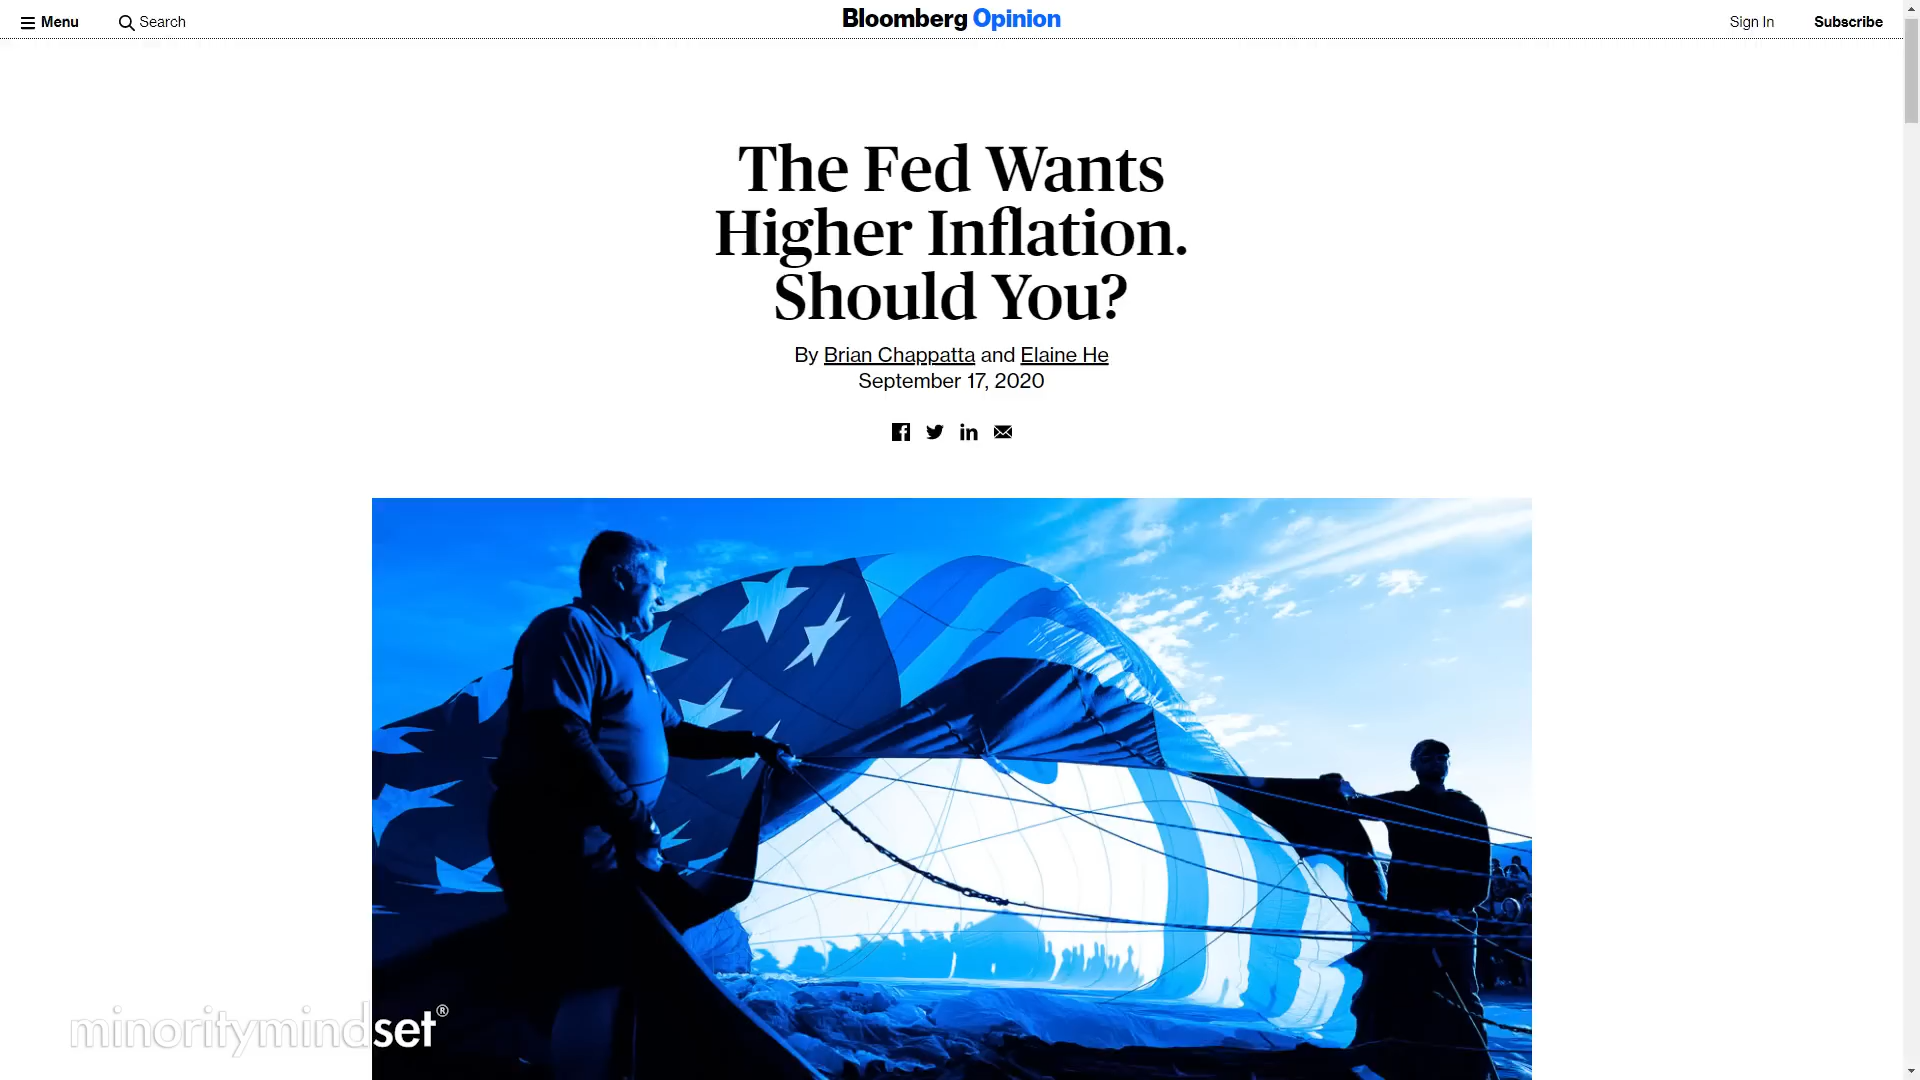 Menu
Search
Bloomberg Opinion
Sign In
Subscribe
The Fed Wants
Higher Inflation.
Should You?
By Brian Chappatta and Elaine He
September 17, 2020
minoritymindset®